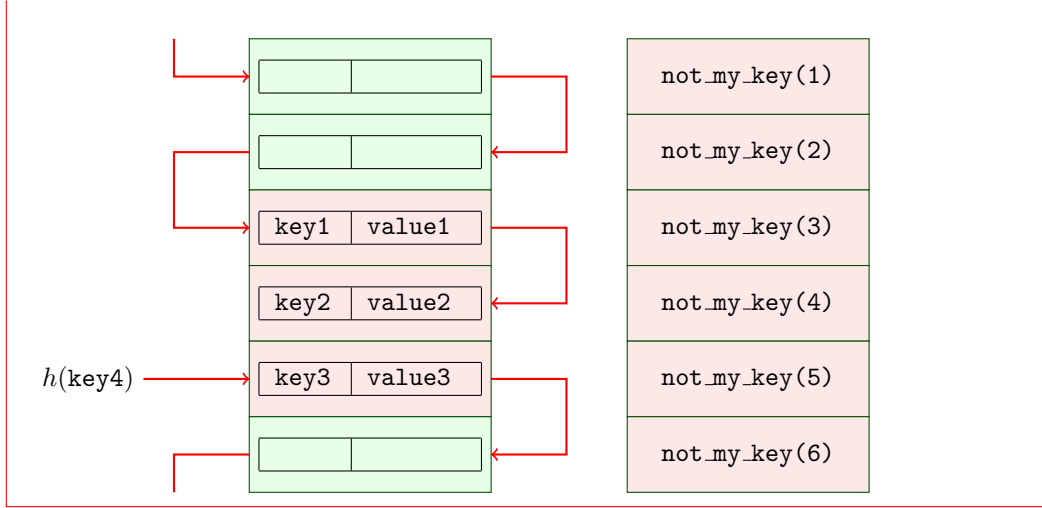 not_my_key(1)
not_my_key(2)
key1 value1 not_my_key(3)
key2 value2 not_my_key(4)
h(key4) key3 value3 not_my_key(5)
not_my_key(6)